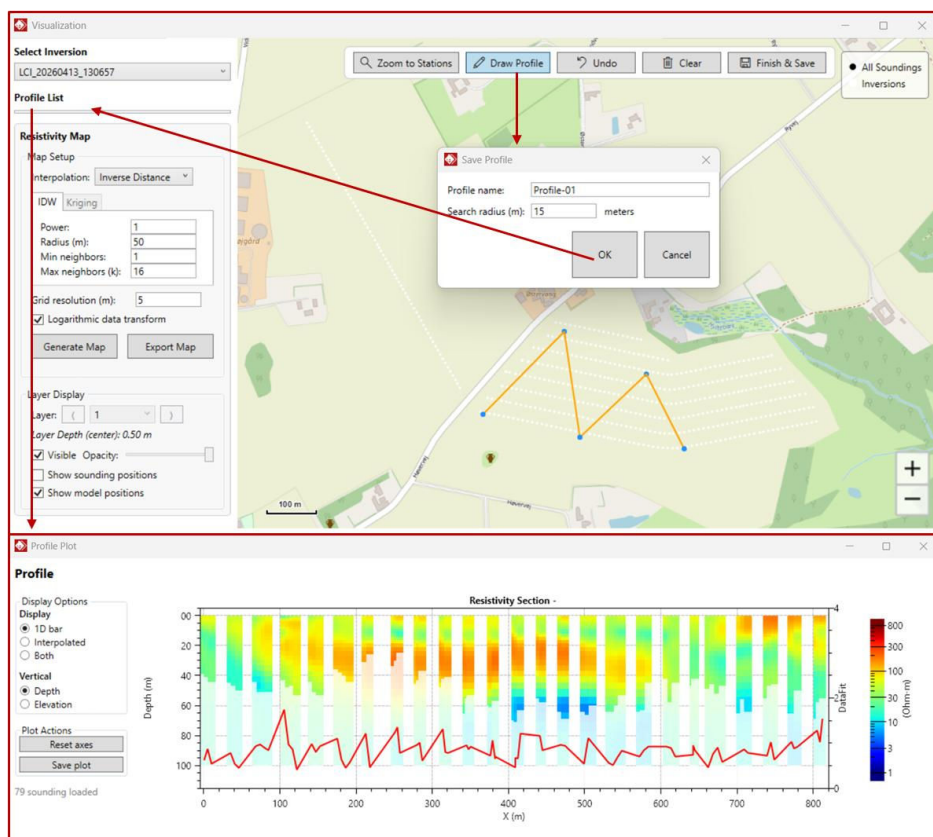 Visualization
Select Inversion
LCI_20260413_130657
Profile List
Resistivity Map
Map Setup
Interpolation: Inverse Distance
IDW Kriging
Power: 1
Radius (m): 50
Min neighbors: 1
Max neighbors (k): 16
Grid resolution (m): 5
Logarithmic data transform
Generate Map Export Map
Layer Display
Layer: ( 1 )
Layer Depth (center): 0.50 m
Visible Opacity:
Show sounding positions
Show model positions
Zoom to Stations Draw Profile Undo Clear Finish & Save
All Soundings
Inversions
Save Profile
Profile name: Profile-01
Search radius (m): 15 meters
OK Cancel
Havervej
Havervej
100 m
+
−
Profile Plot
Profile
Display Options
Display
1D bar
Interpolated
Both
Vertical
Depth
Elevation
Plot Actions
Reset axes
Save plot
79 sounding loaded
Resistivity Section -
Depth (m)
00
20
40
60
80
100
0 100 200 300 400 500 600 700 800
X (m)
4
2
0
DataFit
800
300
100
30
10
3
1
(Ohm·m)